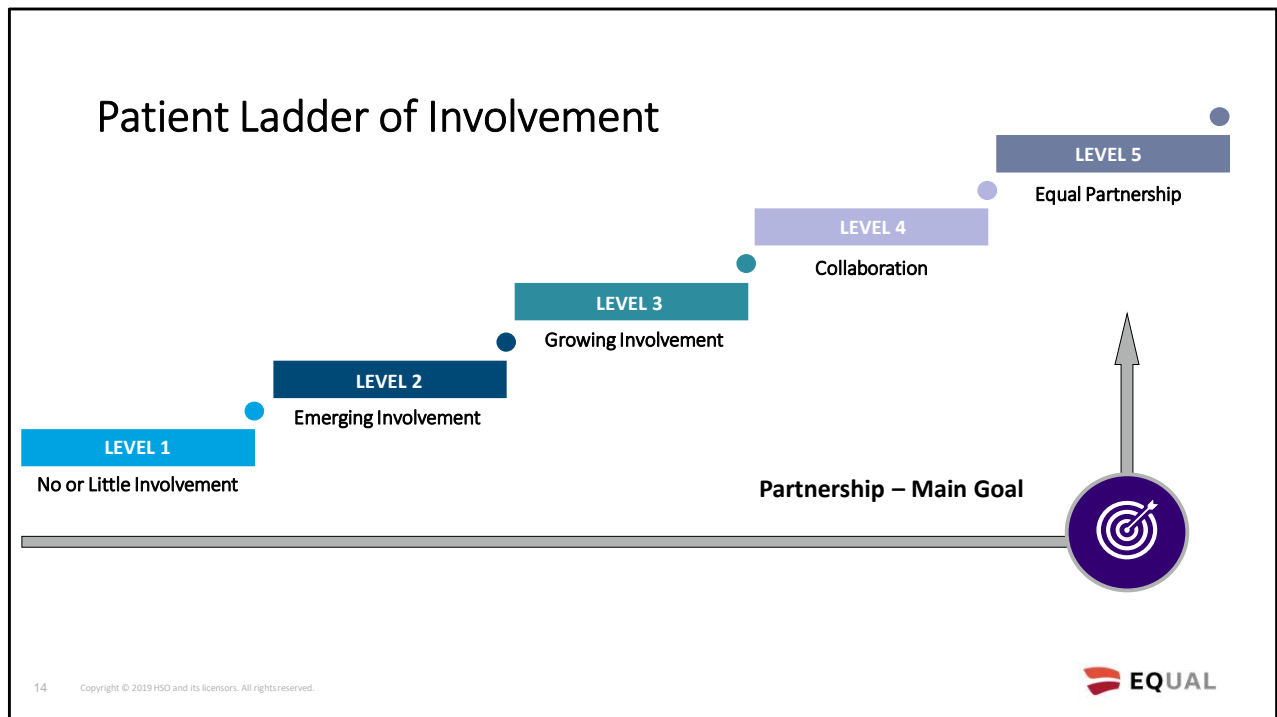 Patient Ladder of Involvement
LEVEL 1
No or Little Involvement
LEVEL 2
Emerging Involvement
LEVEL 3
Growing Involvement
LEVEL 4
Collaboration
LEVEL 5
Equal Partnership
Partnership – Main Goal
14
Copyright © 2019 HSO and its licensors. All rights reserved.
EQUAL